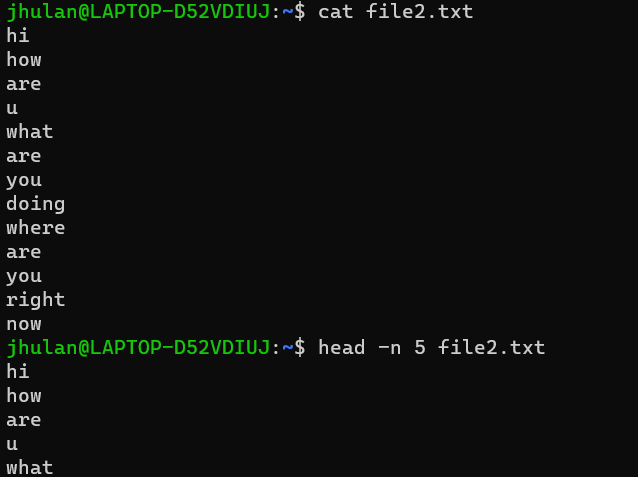 jhulan@LAPTOP-D52VDIUJ:~$ cat file2.txt
hi
how
are
u
what
are
you
doing
where
are
you
right
now
jhulan@LAPTOP-D52VDIUJ:~$ head -n 5 file2.txt
hi
how
are
u
what